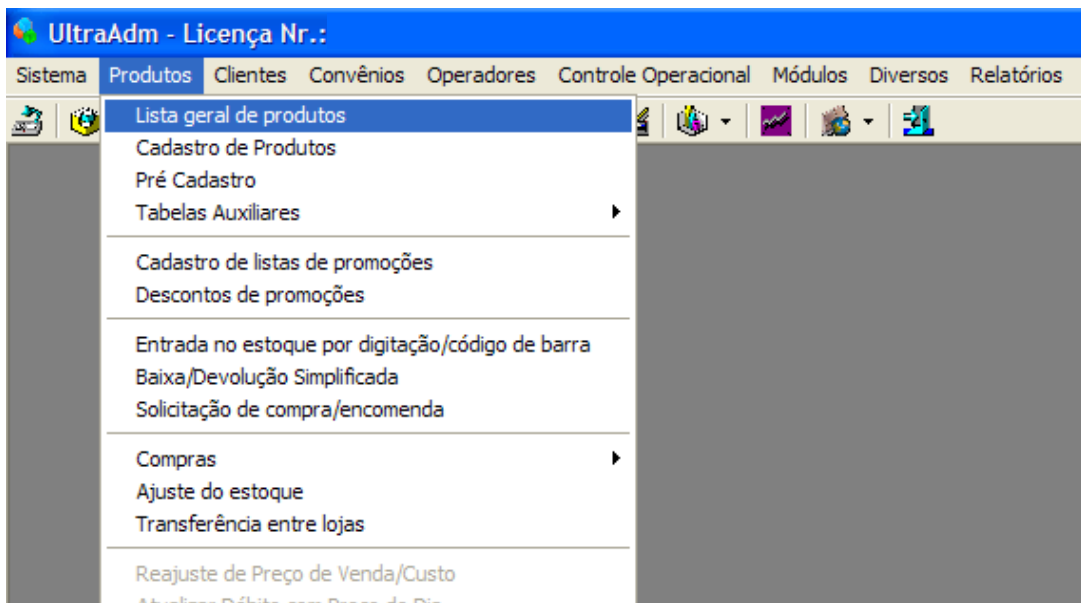 UltraAdm - Licença Nr.:
Sistema Produtos Clientes Convênios Operadores Controle Operacional Módulos Diversos Relatórios
Lista geral de produtos
Cadastro de Produtos
Pré Cadastro
Tabelas Auxiliares
Cadastro de listas de promoções
Descontos de promoções
Entrada no estoque por digitação/código de barra
Baixa/Devolução Simplificada
Solicitação de compra/encomenda
Compras
Ajuste do estoque
Transferência entre lojas
Reajuste de Preço de Venda/Custo